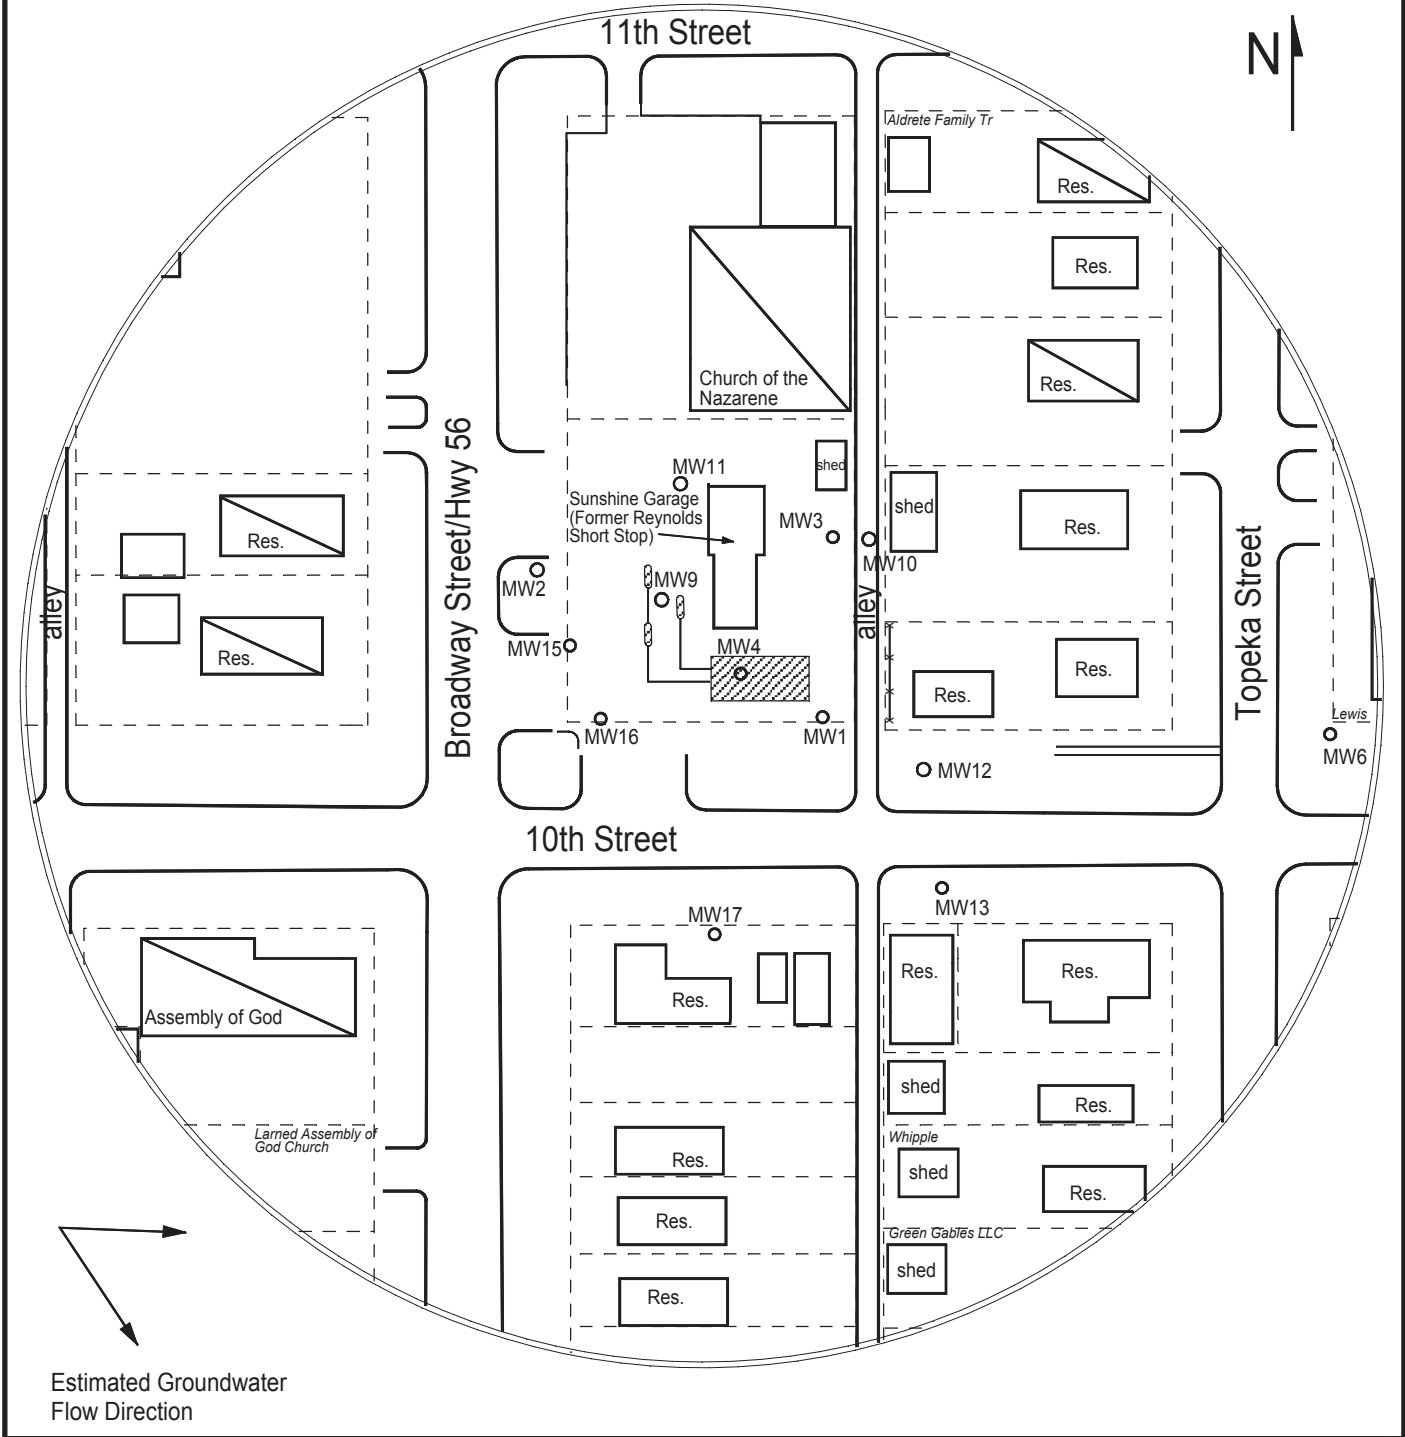 11th Street
N
Aldrete Family Tr
Res.
Res.
Church of the
Nazarene
Res.
Broadway Street/Hwy 56
MW11
shed
Sunshine Garage
(Former Reynolds
Short Stop)
MW3
shed
Res.
Res.
MW10
MW2
MW9
alley
alley
Topeka Street
MW15
MW4
Res.
Res.
Res.
MW16
MW1
Lewis
MW6
MW12
10th Street
MW17
MW13
Res.
Res.
Res.
Assembly of God
shed
Res.
Larned Assembly of
God Church
Whipple
Res.
shed
Res.
Res.
Green Gables LLC
shed
Res.
Estimated Groundwater
Flow Direction